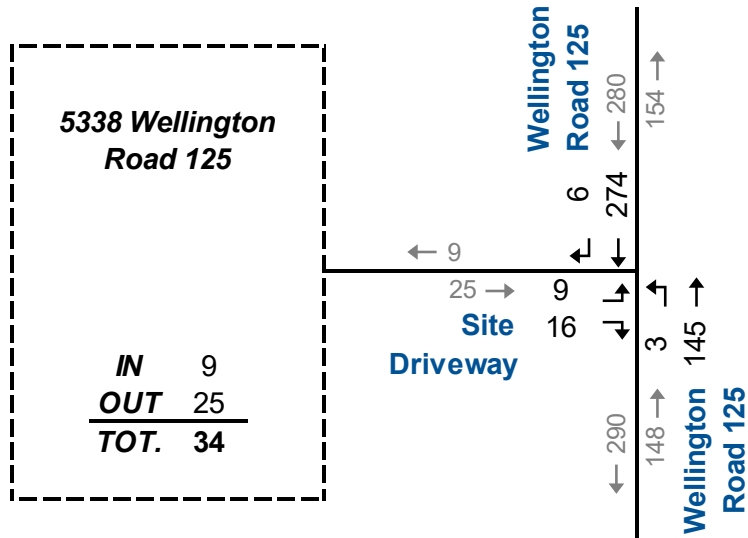 5338 Wellington
Road 125
IN 9
OUT 25
TOT. 34
Wellington
Road 125
← 280
154 →
6
274
← 9
25 →
9
16
Site
Driveway
3
145
← 290
148 →
Wellington
Road 125